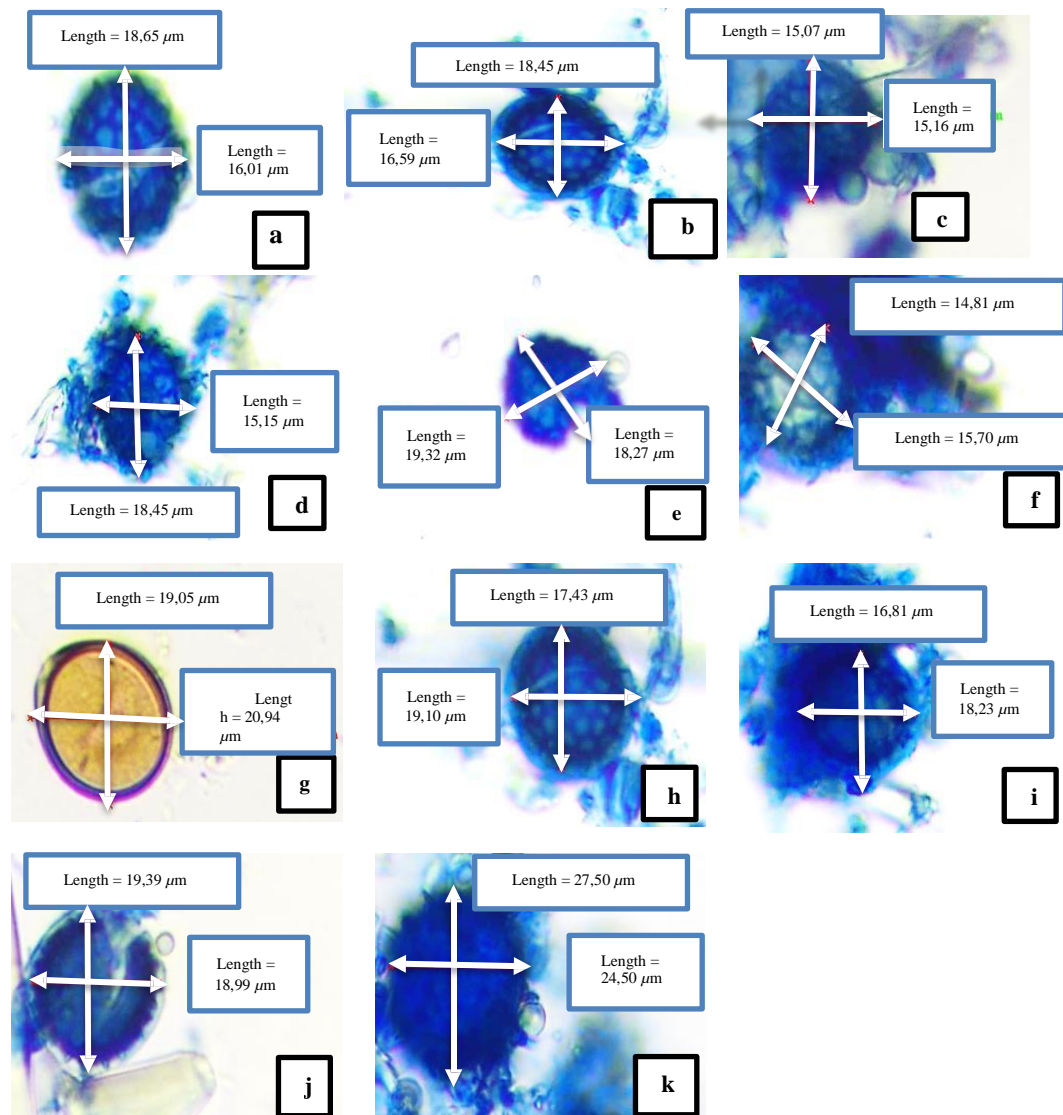 Length = 18,65 µm
Length =
16,01 µm
a
Length =
18,45 µm
Length =
16,59 µm
b
Length = 15,07 µm
Length =
15,16 µm
m
c
Length =
15,15 µm
Length = 18,45 µm
d
Length =
19,32 µm
Length =
18,27 µm
e
Length = 14,81 µm
Length = 15,70 µm
f
Length = 19,05 µm
Lengt
h = 20,94
µm
g
Length =
17,43 µm
Length =
19,10 µm
h
Length = 16,81 µm
Length =
18,23 µm
i
Length = 19,39 µm
Length =
18,99 µm
j
Length = 27,50 µm
Length =
24,50 µm
k